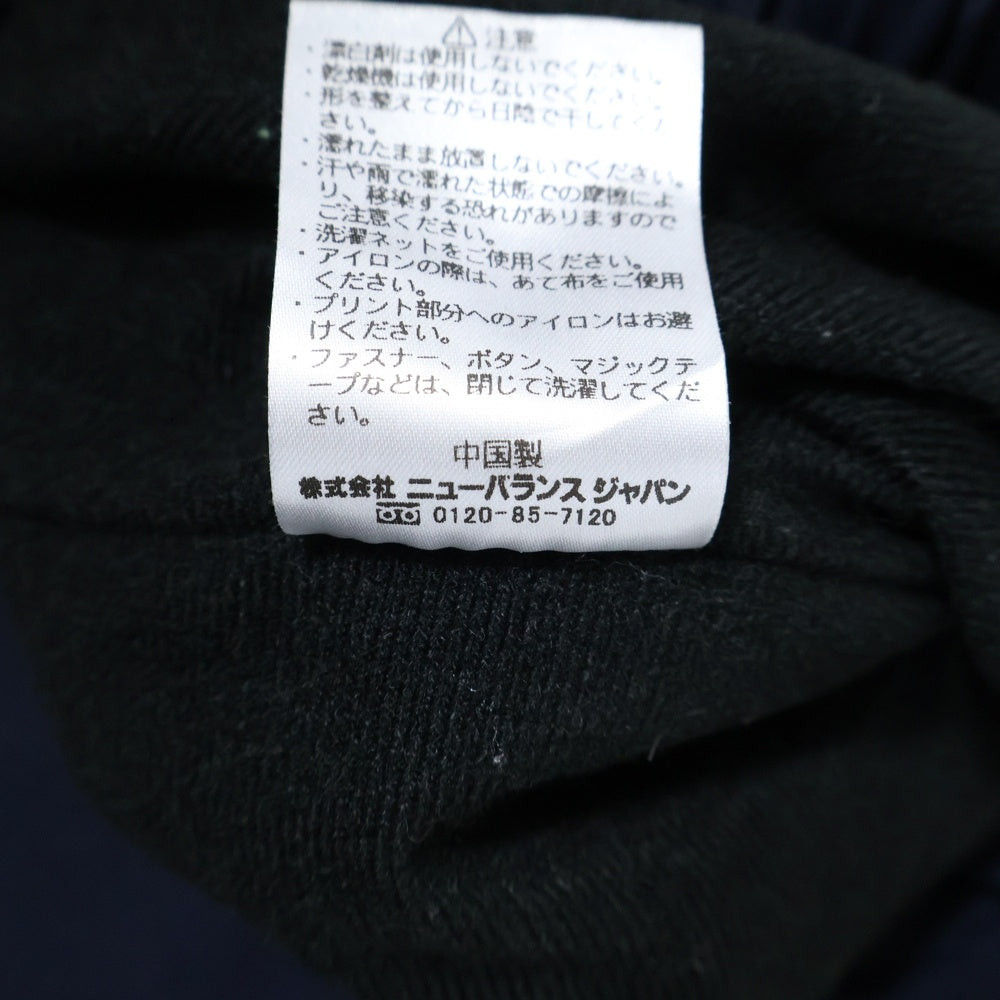 注意
・漂白剤は使用しないでください。
・乾燥機は使用しないでください。
・形を整えてから日陰で干してくだ
さい。
・濡れたまま放置しないでください。
・汗や雨で濡れた状態での摩擦によ
り、移染する恐れがありますので
ご注意ください。
・洗濯ネットをご使用ください。
・アイロンの際は、あて布をご使用
ください。
・プリント部分へのアイロンはお避
けください。
・ファスナー、ボタン、マジックテ
ープなどは、閉じて洗濯してくだ
さい。
中国製
株式会社 ニューバランス ジャパン
0120-85-7120